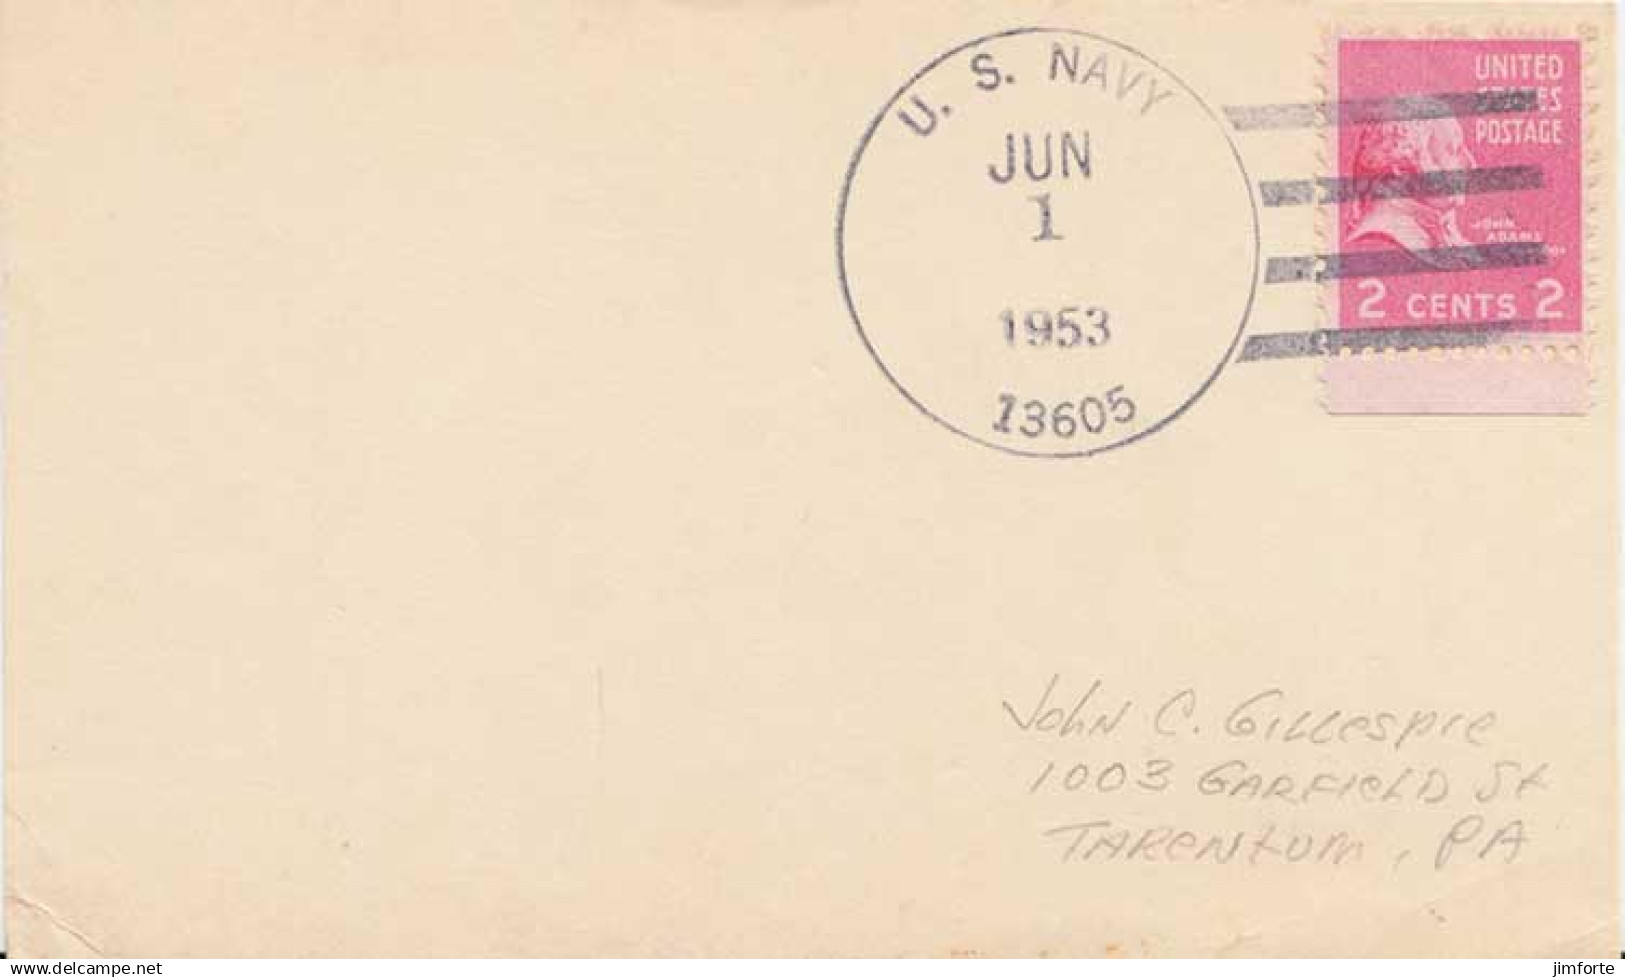 U. S. NAVY
JUN
1
1953
13605
UNITED
STATES
POSTAGE
JOHN
ADAMS
2 CENTS 2
John C. Gillespie
1003 Garfield St
Tarentum, PA
www.delcampe.net
jimforte